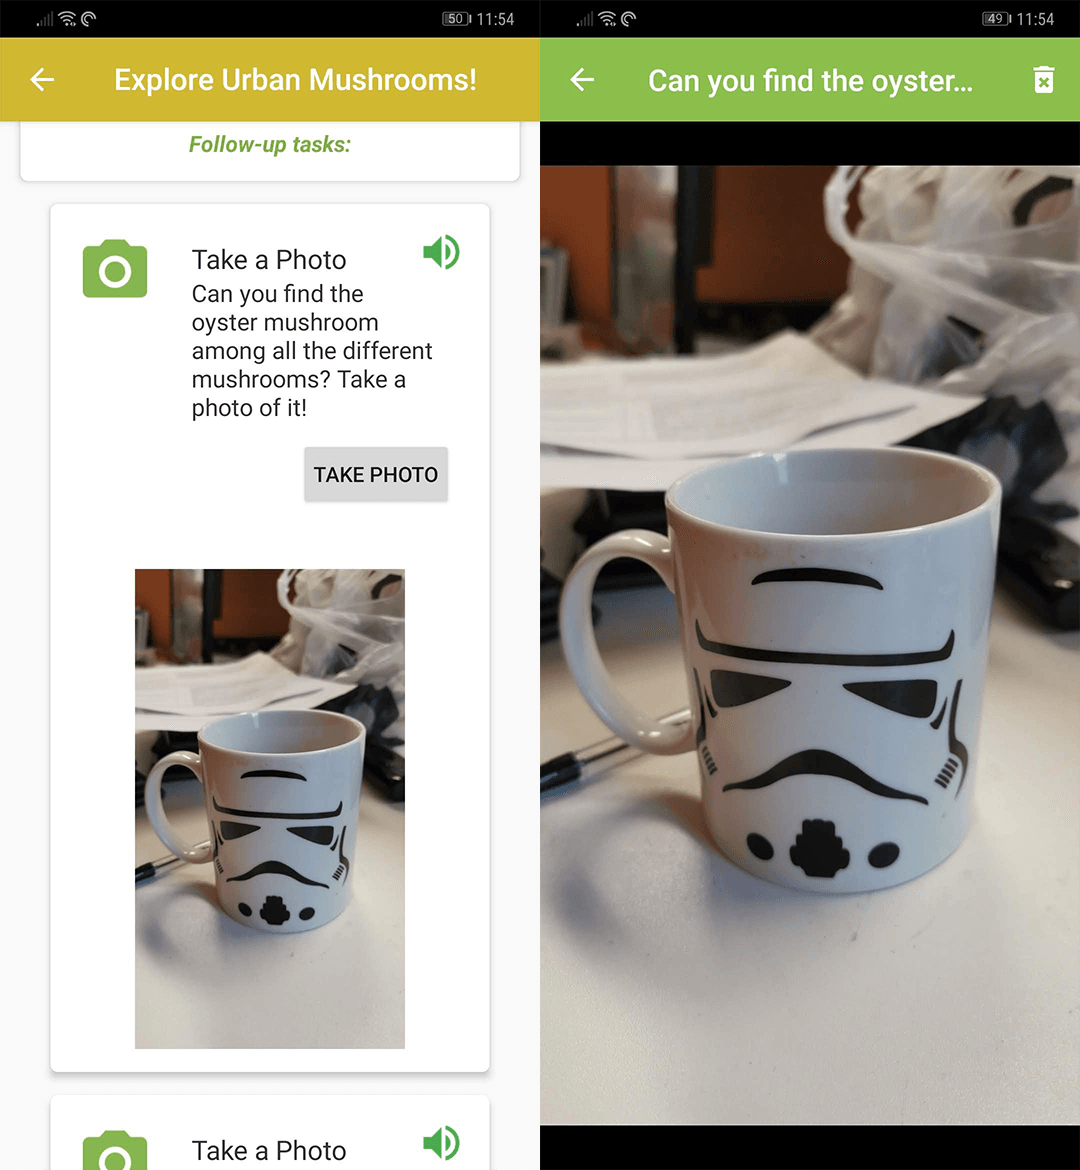 50 11:54
Explore Urban Mushrooms!
Follow-up tasks:
Take a Photo
Can you find the
oyster mushroom
among all the different
mushrooms? Take a
photo of it!
TAKE PHOTO
Take a Photo
49 11:54
Can you find the oyster...